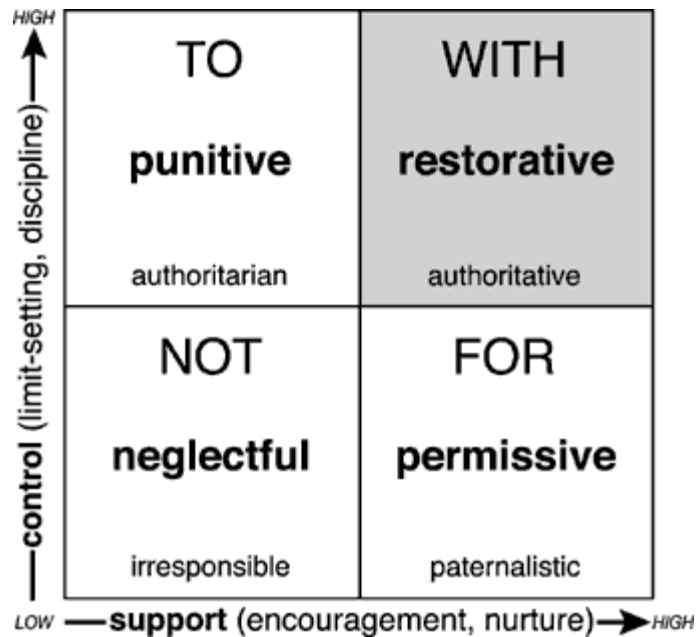 HIGH
TO
WITH
punitive
restorative
authoritarian
authoritative
NOT
FOR
neglectful
permissive
irresponsible
paternalistic
control (limit-setting, discipline)
LOW
support (encouragement, nurture)
HIGH